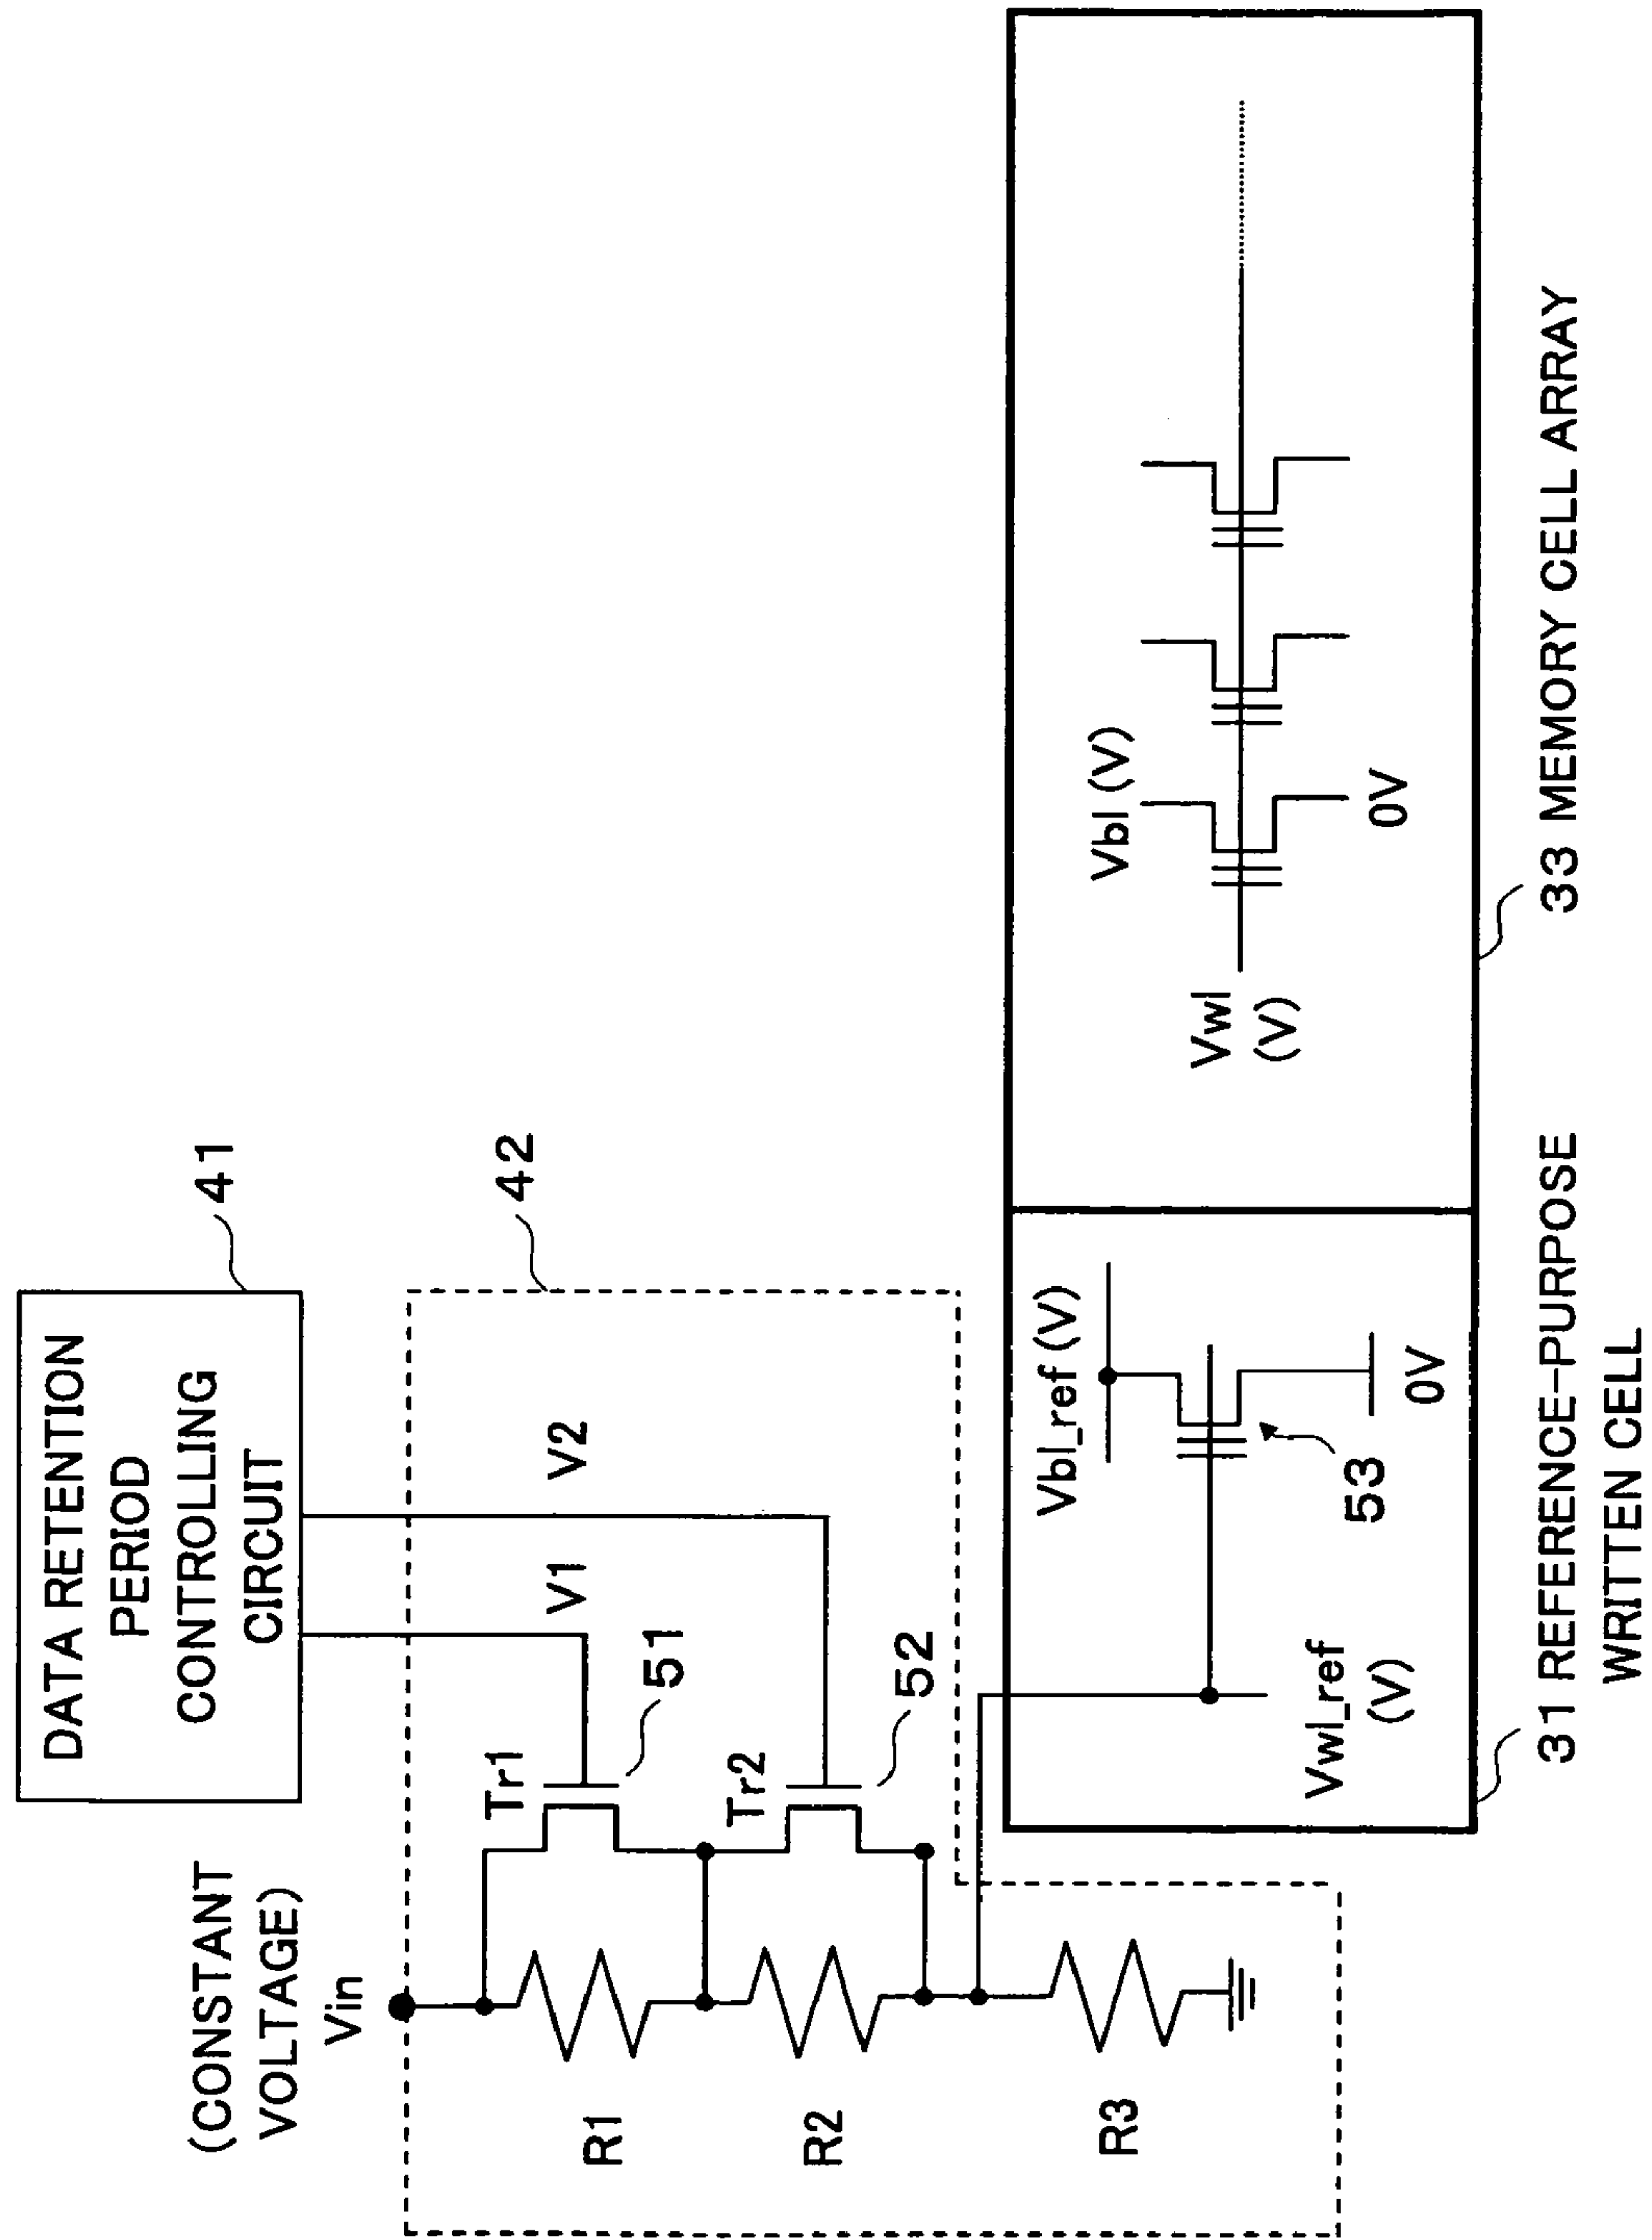 DATA RETENTION
PERIOD
CONTROLLING
CIRCUIT
41
(CONSTANT
VOLTAGE)
Vin
V1
V2
42
Tr1
51
Tr2
52
R1
R2
R3
Vbl_ref (V)
53
0V
Vwl_ref
(V)
Vwl
(V)
Vbl (V)
0V
31 REFERENCE-PURPOSE
WRITTEN CELL
33 MEMORY CELL ARRAY